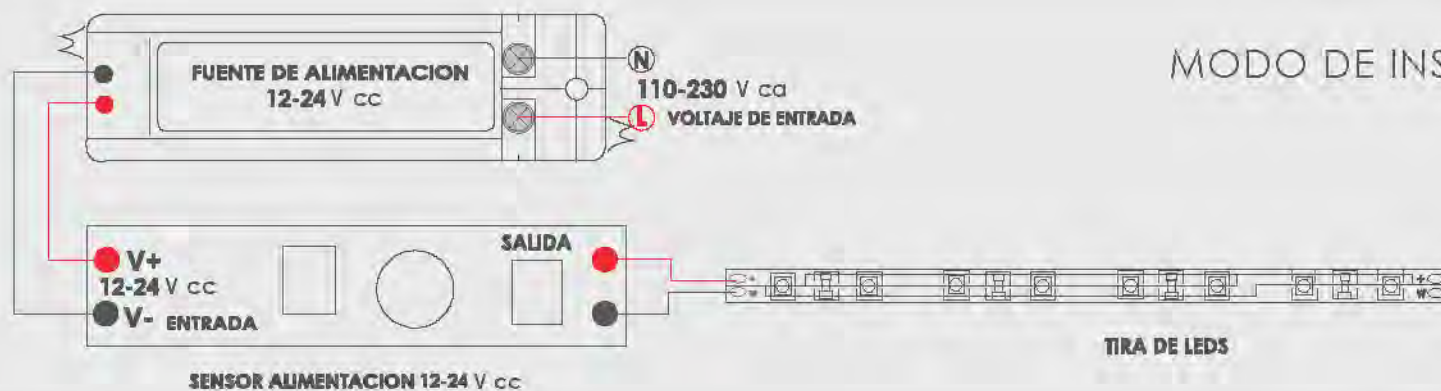 MODO DE INS
FUENTE DE ALIMENTACION
12-24 V cc
N
110-230 V ca
L VOLTAJE DE ENTRADA
SALIDA
V+
12-24 V cc
V- ENTRADA
SENSOR ALIMENTACION 12-24 V cc
+
W
+
W
TIRA DE LEDS